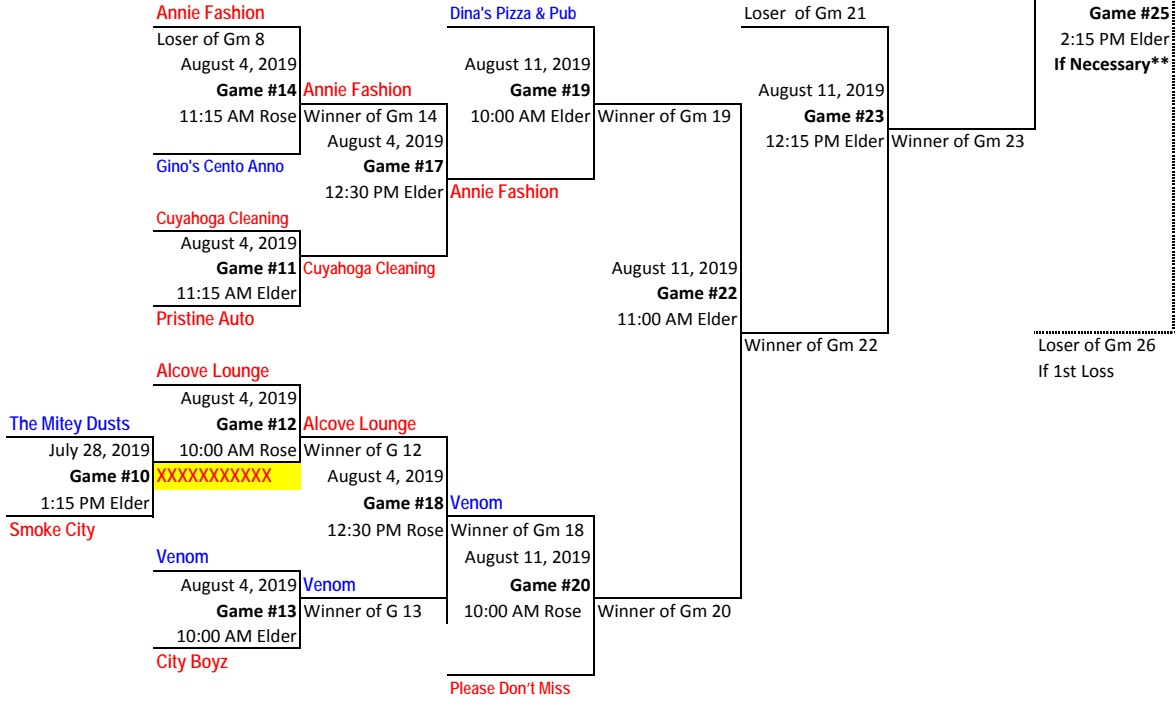 Annie Fashion
Loser of Gm 8
August 4, 2019
Game #14
11:15 AM Rose
Gino's Cento Anno
Annie Fashion
Winner of Gm 14
August 4, 2019
Game #17
12:30 PM Elder
Cuyahoga Cleaning
August 4, 2019
Game #11
11:15 AM Elder
Pristine Auto
Cuyahoga Cleaning
Dina's Pizza & Pub
August 11, 2019
Game #19
10:00 AM Elder
Annie Fashion
Winner of Gm 19
Loser of Gm 21
August 11, 2019
Game #23
12:15 PM Elder
Winner of Gm 23
August 11, 2019
Game #22
11:00 AM Elder
Winner of Gm 22
Game #25
2:15 PM Elder
If Necessary**
Loser of Gm 26
If 1st Loss
Alcove Lounge
August 4, 2019
Game #12
10:00 AM Rose
XXXXXXXXXXX
The Mitey Dusts
July 28, 2019
Game #10
1:15 PM Elder
Smoke City
Alcove Lounge
Winner of G 12
August 4, 2019
Game #18
12:30 PM Rose
Venom
August 4, 2019
Game #13
10:00 AM Elder
City Boyz
Venom
Winner of G 13
Venom
Winner of Gm 18
August 11, 2019
Game #20
10:00 AM Rose
Please Don't Miss
Winner of Gm 20